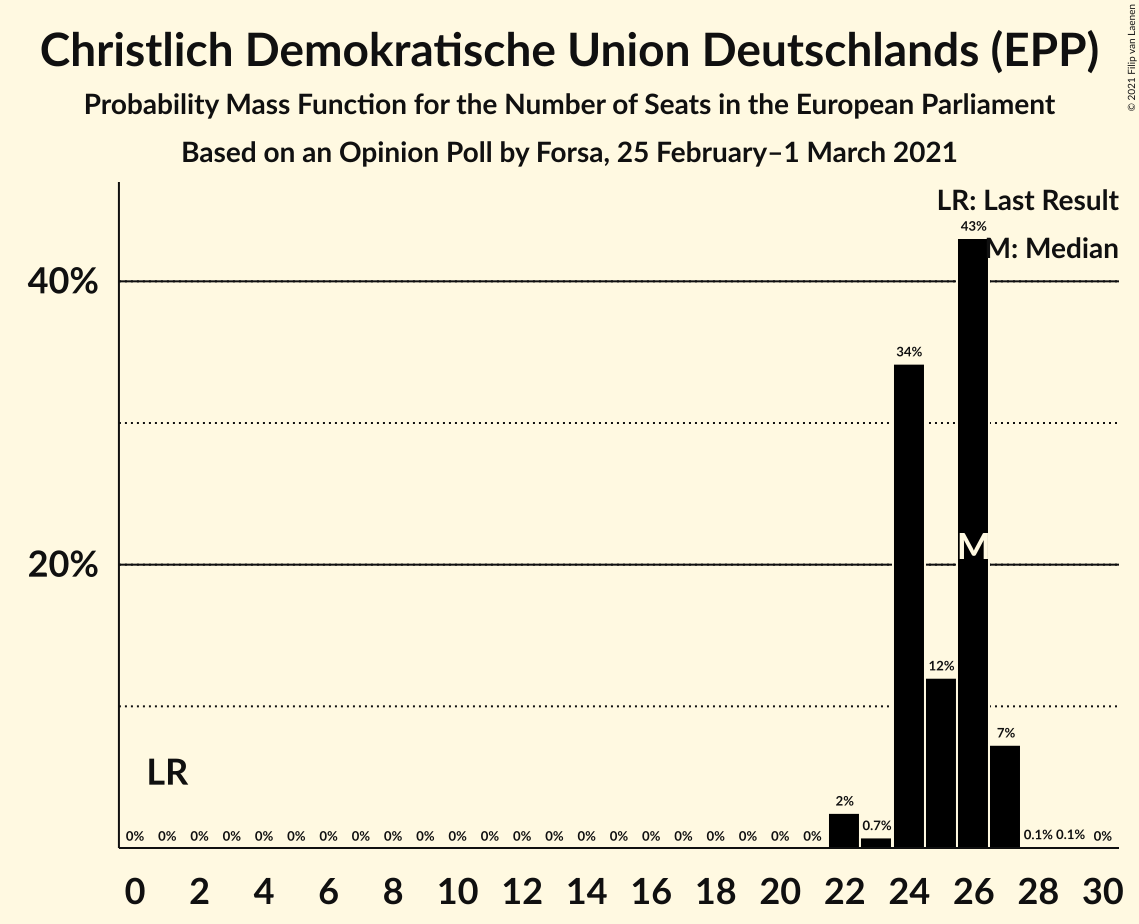 Christlich Demokratische Union Deutschlands (EPP)
Probability Mass Function for the Number of Seats in the European Parliament
Based on an Opinion Poll by Forsa, 25 February–1 March 2021
© 2021 Filip van Laenen
LR: Last Result
43%
M: Median
40%
34%
M
20%
12%
7%
LR
2%
0.7%
0% 0% 0% 0% 0% 0% 0% 0% 0% 0% 0% 0% 0% 0% 0% 0% 0% 0% 0% 0% 0% 0% 0.1% 0.1% 0%
0 2 4 6 8 10 12 14 16 18 20 22 24 26 28 30